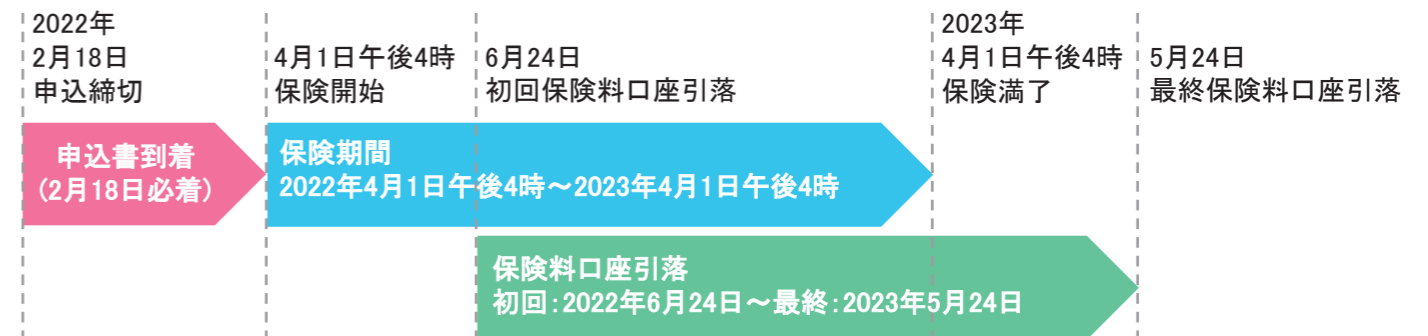 2022年
2月18日
申込締切
4月1日午後4時
保険開始
6月24日
初回保険料口座引落
2023年
4月1日午後4時
保険満了
5月24日
最終保険料口座引落
申込書到着
(2月18日必着)
保険期間
2022年4月1日午後4時～2023年4月1日午後4時
保険料口座引落
初回:2022年6月24日～最終:2023年5月24日